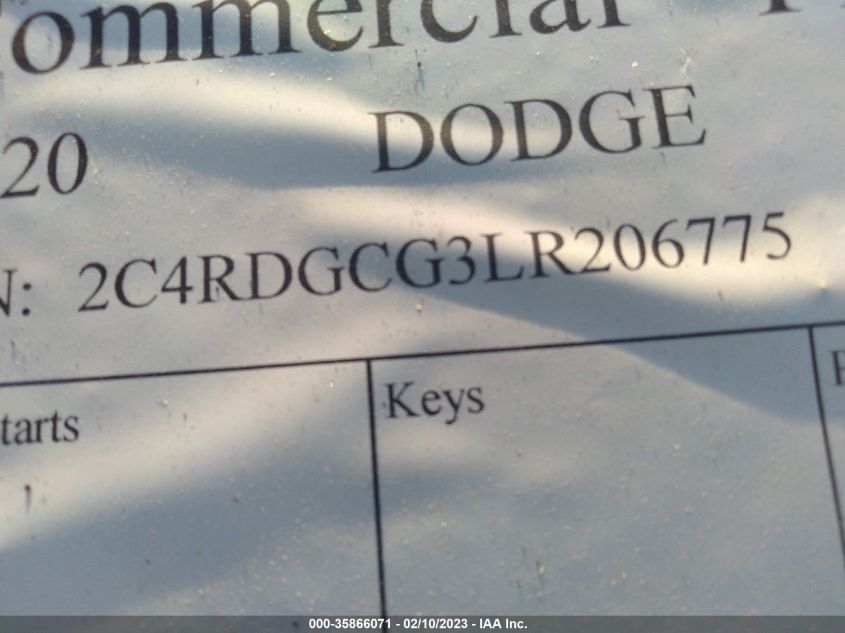 ommercial
20 DODGE
N: 2C4RDGCG3LR206775
tarts Keys
000-35866071 - 02/10/2023 - IAA Inc.